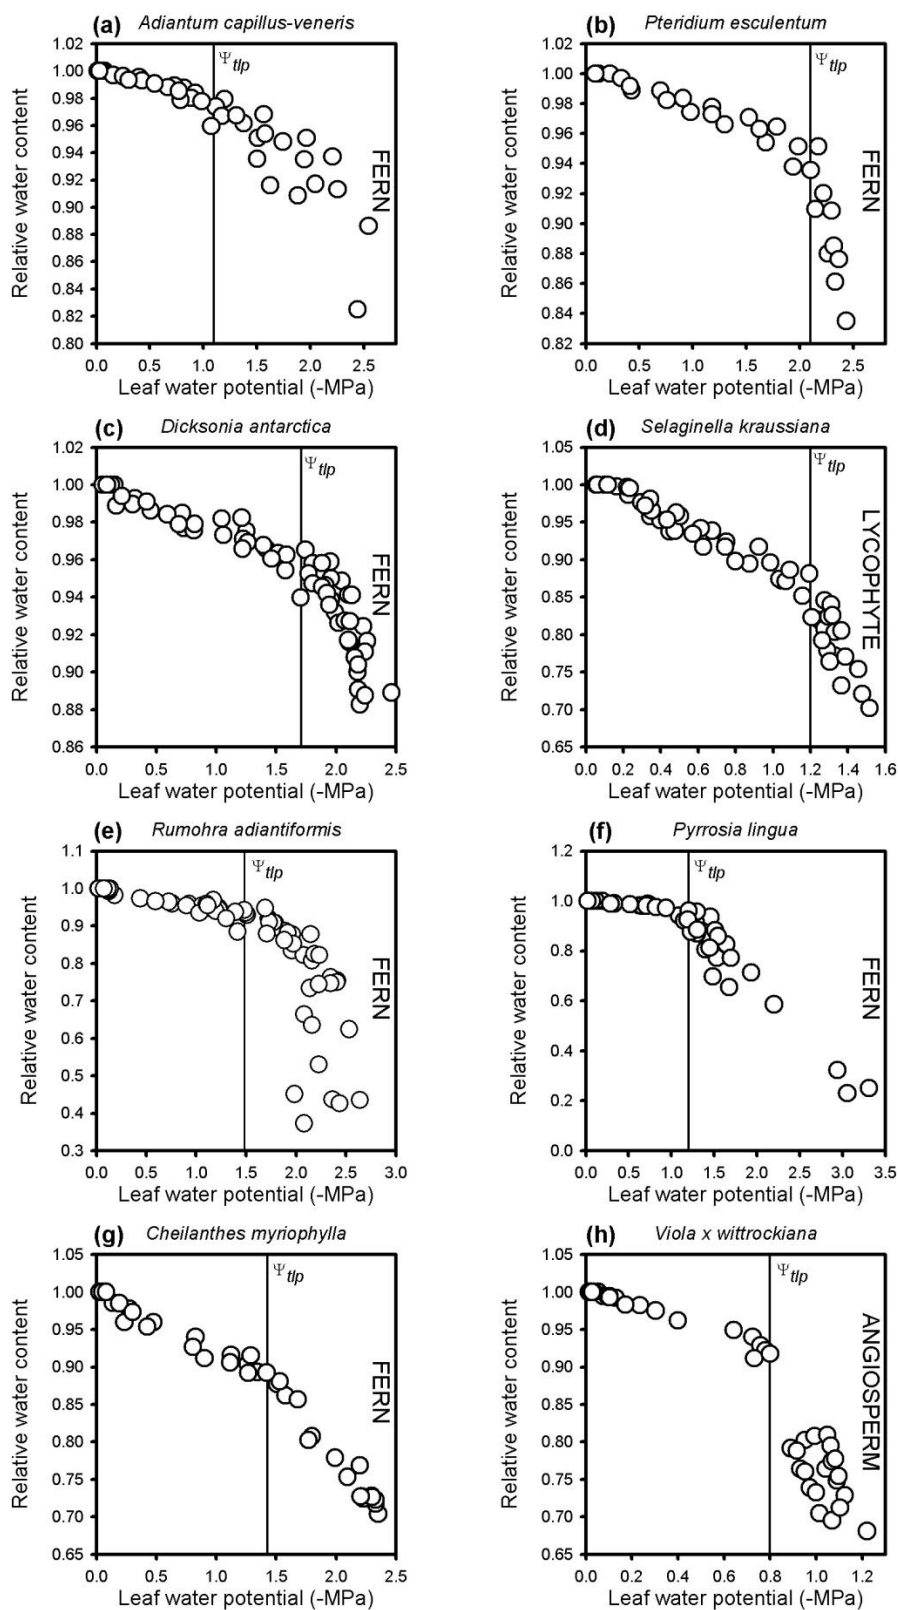 (a) Adiantum capillus-veneris
1.02
1.00
0.98
0.96
0.94
0.92
0.90
0.88
0.86
0.84
0.82
0.80
Relative water content
Ψtlp
FERN
0.0 0.5 1.0 1.5 2.0 2.5
Leaf water potential (-MPa)
(b) Pteridium esculentum
1.02
1.00
0.98
0.96
0.94
0.92
0.90
0.88
0.86
0.84
0.82
Relative water content
Ψtlp
FERN
0.0 0.5 1.0 1.5 2.0 2.5
Leaf water potential (-MPa)
(c) Dicksonia antarctica
1.02
1.00
0.98
0.96
0.94
0.92
0.90
0.88
0.86
Relative water content
Ψtlp
FERN
0.0 0.5 1.0 1.5 2.0 2.5
Leaf water potential (-MPa)
(d) Selaginella kraussiana
1.05
1.00
0.95
0.90
0.85
0.80
0.75
0.70
0.65
Relative water content
Ψtlp
LYCOPHYTE
0.0 0.2 0.4 0.6 0.8 1.0 1.2 1.4 1.6
Leaf water potential (-MPa)
(e) Rumohra adiantiformis
1.1
1.0
0.9
0.8
0.7
0.6
0.5
0.4
0.3
Relative water content
Ψtlp
FERN
0.0 0.5 1.0 1.5 2.0 2.5 3.0
Leaf water potential (-MPa)
(f) Pyrrosia lingua
1.2
1.0
0.8
0.6
0.4
0.2
0.0
Relative water content
Ψtlp
FERN
0.0 0.5 1.0 1.5 2.0 2.5 3.0 3.5
Leaf water potential (-MPa)
(g) Cheilanthes myriophylla
1.05
1.00
0.95
0.90
0.85
0.80
0.75
0.70
0.65
Relative water content
Ψtlp
FERN
0.0 0.5 1.0 1.5 2.0 2.5
Leaf water potential (-MPa)
(h) Viola x wittrockiana
1.05
1.00
0.95
0.90
0.85
0.80
0.75
0.70
0.65
Relative water content
Ψtlp
ANGIOSPERM
0.0 0.2 0.4 0.6 0.8 1.0 1.2
Leaf water potential (-MPa)